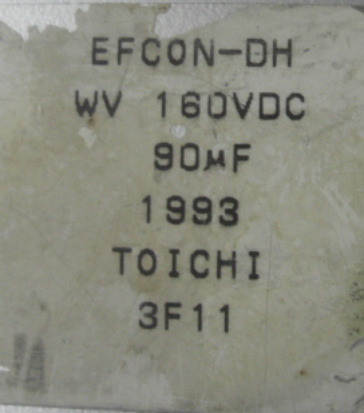 EFCON-DH
WV 160VDC
90μF
1993
TOICHI
3F11